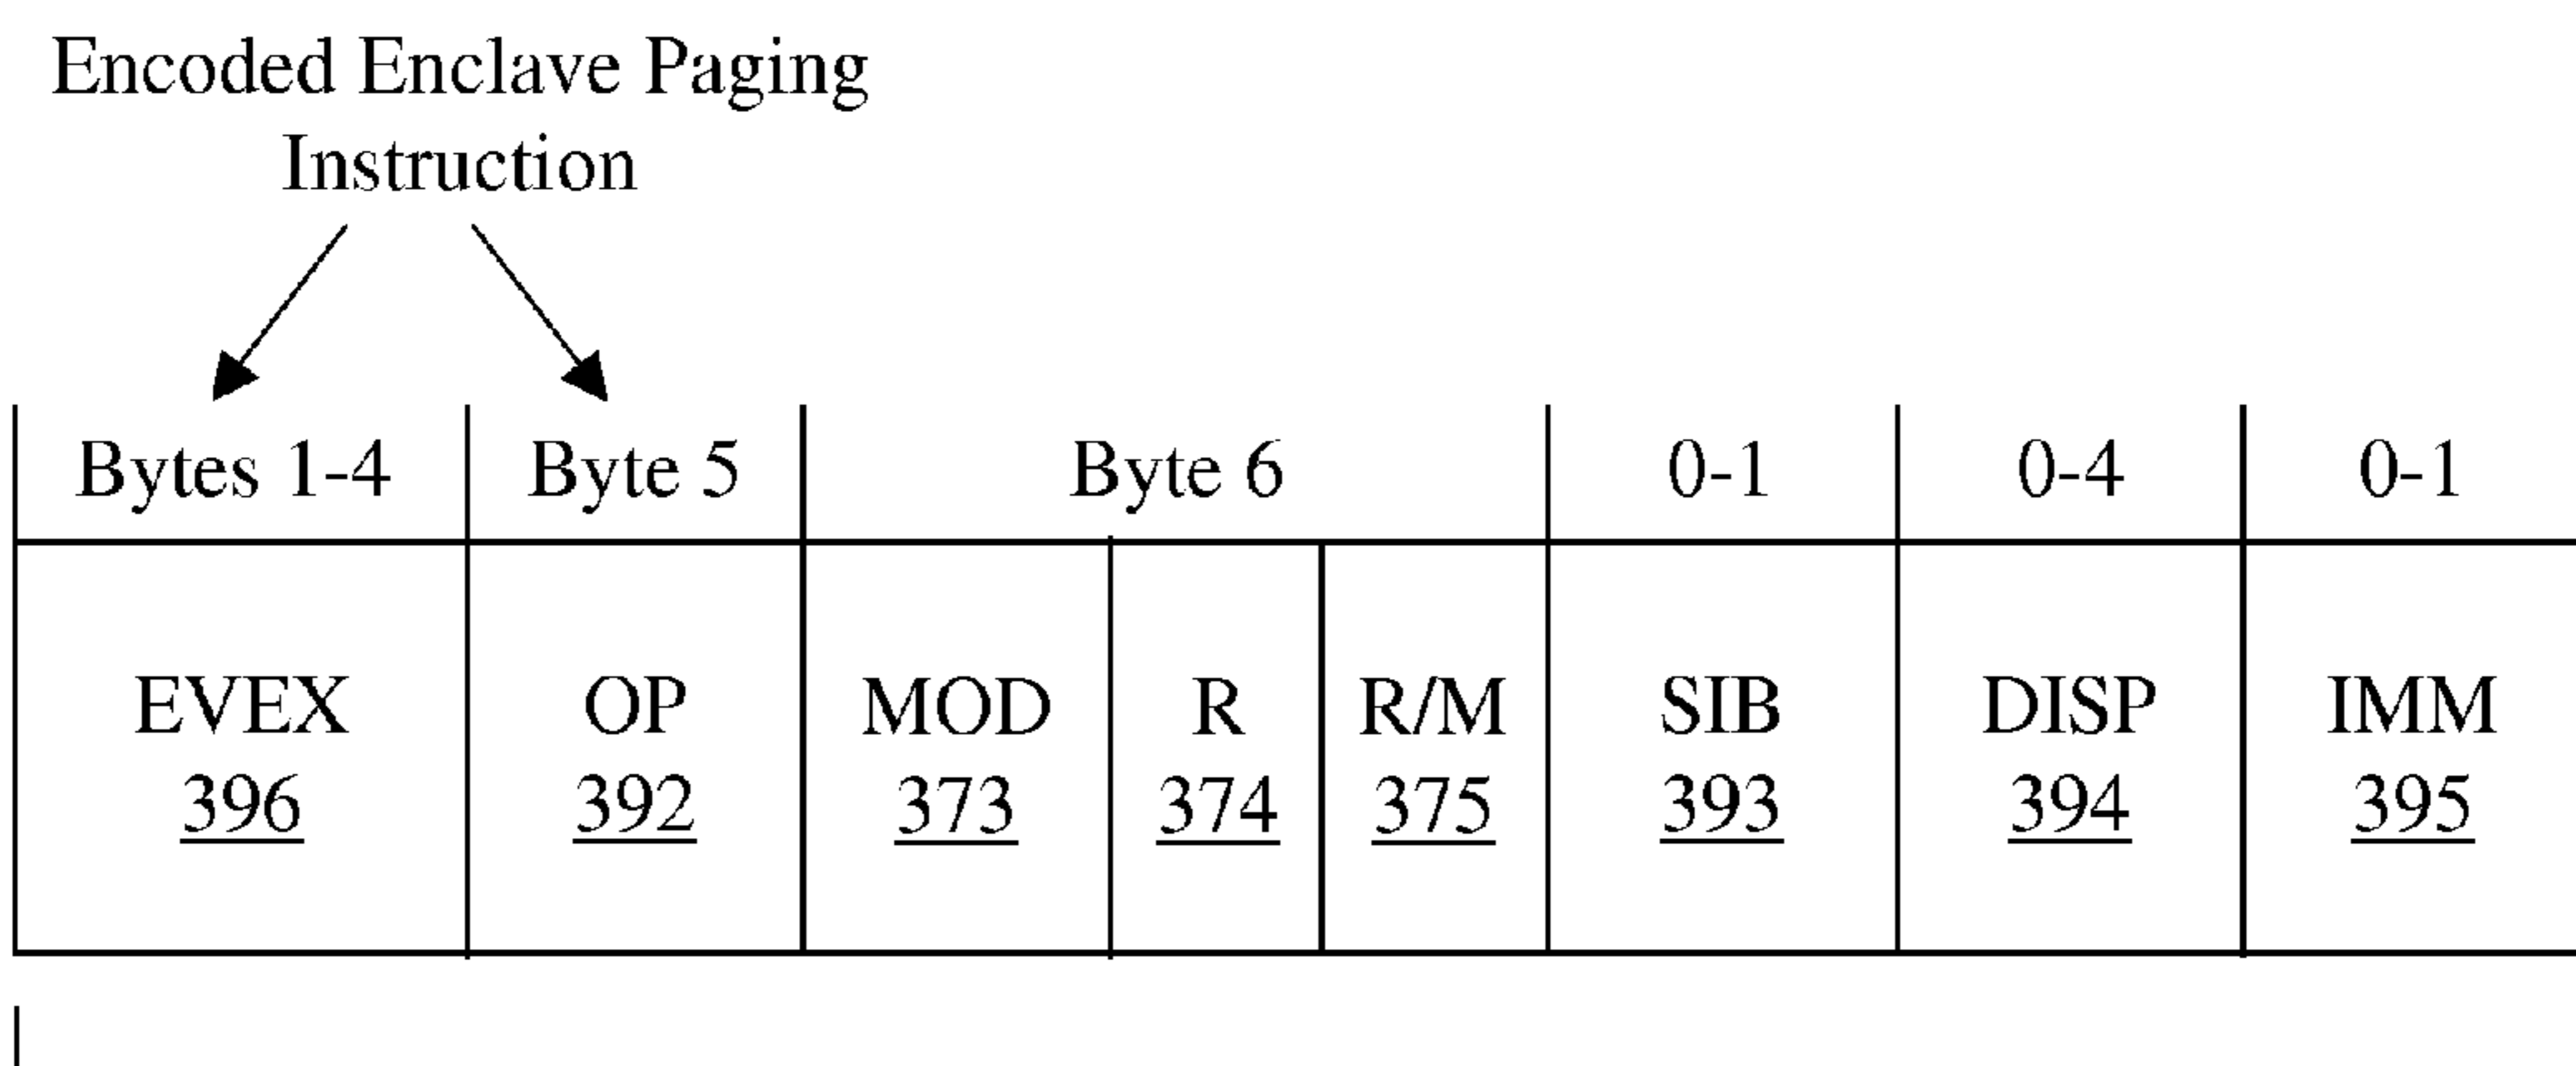 Encoded Enclave Paging
Instruction
Bytes 1-4 Byte 5 Byte 6 0-1 0-4 0-1
EVEX OP MOD R R/M SIB DISP IMM
396 392 373 374 375 393 394 395